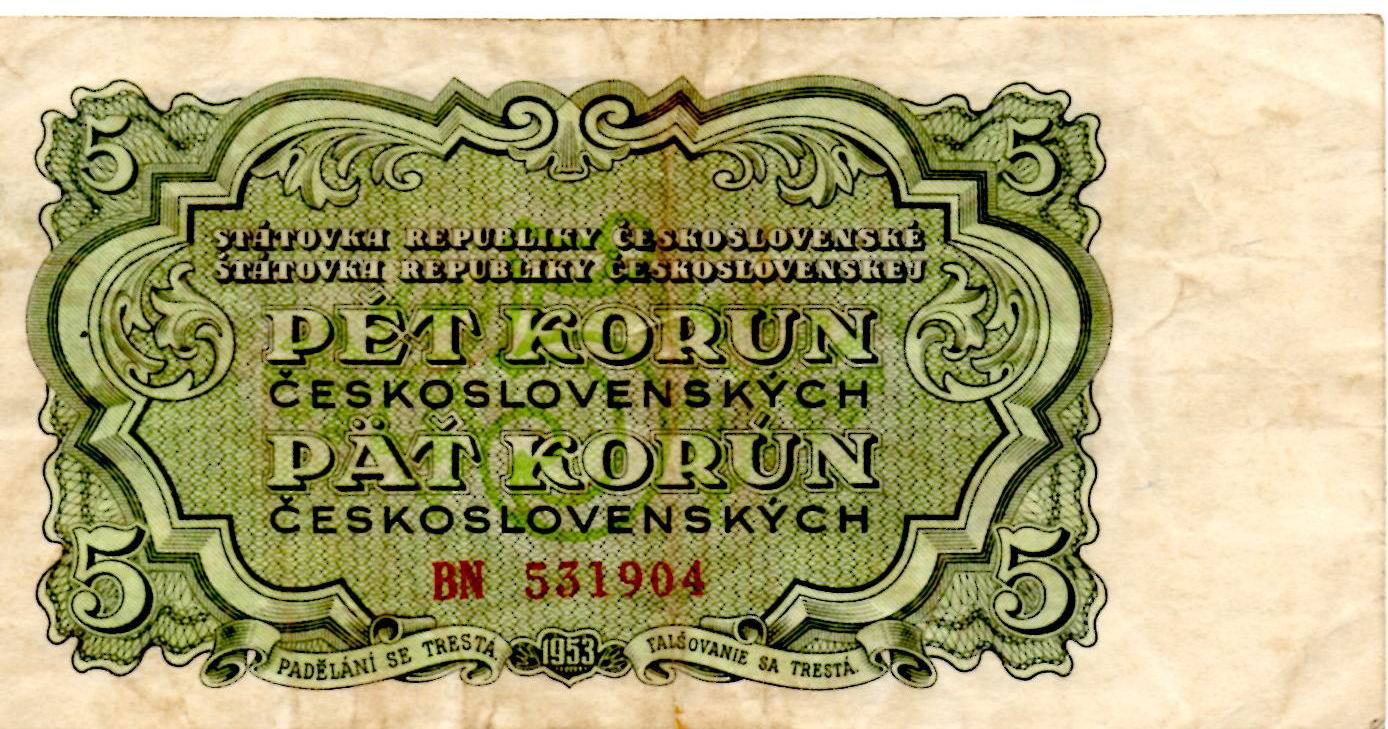 5 5
STÁTOVKA REPUBLIKY ČESKOSLOVENSKÉ
ŠTÁTOVKA REPUBLIKY ČESKOSLOVENSKEJ
PĚT KORUN
ČESKOSLOVENSKÝCH
PÄŤ KORÚN
ČESKOSLOVENSKÝCH
BN 531904
5 5
PADĚLÁNÍ SE TRESTÁ. 1953 FALŠOVANIE SA TRESTÁ.